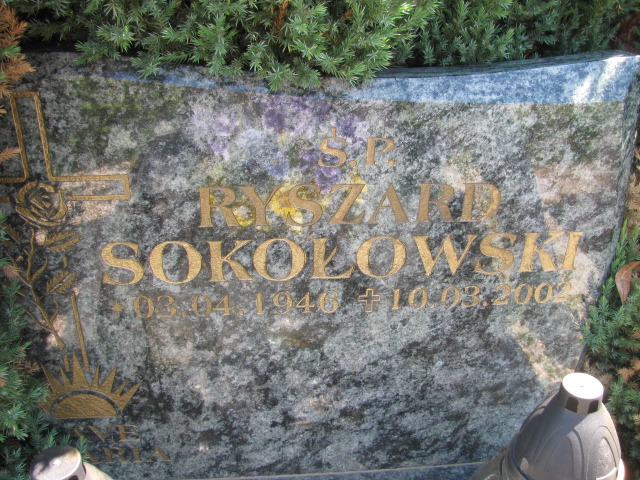 Ś.P.
RYSZARD
SOKOŁOWSKI
* 03.04.1946 ✝ 10.03.2002